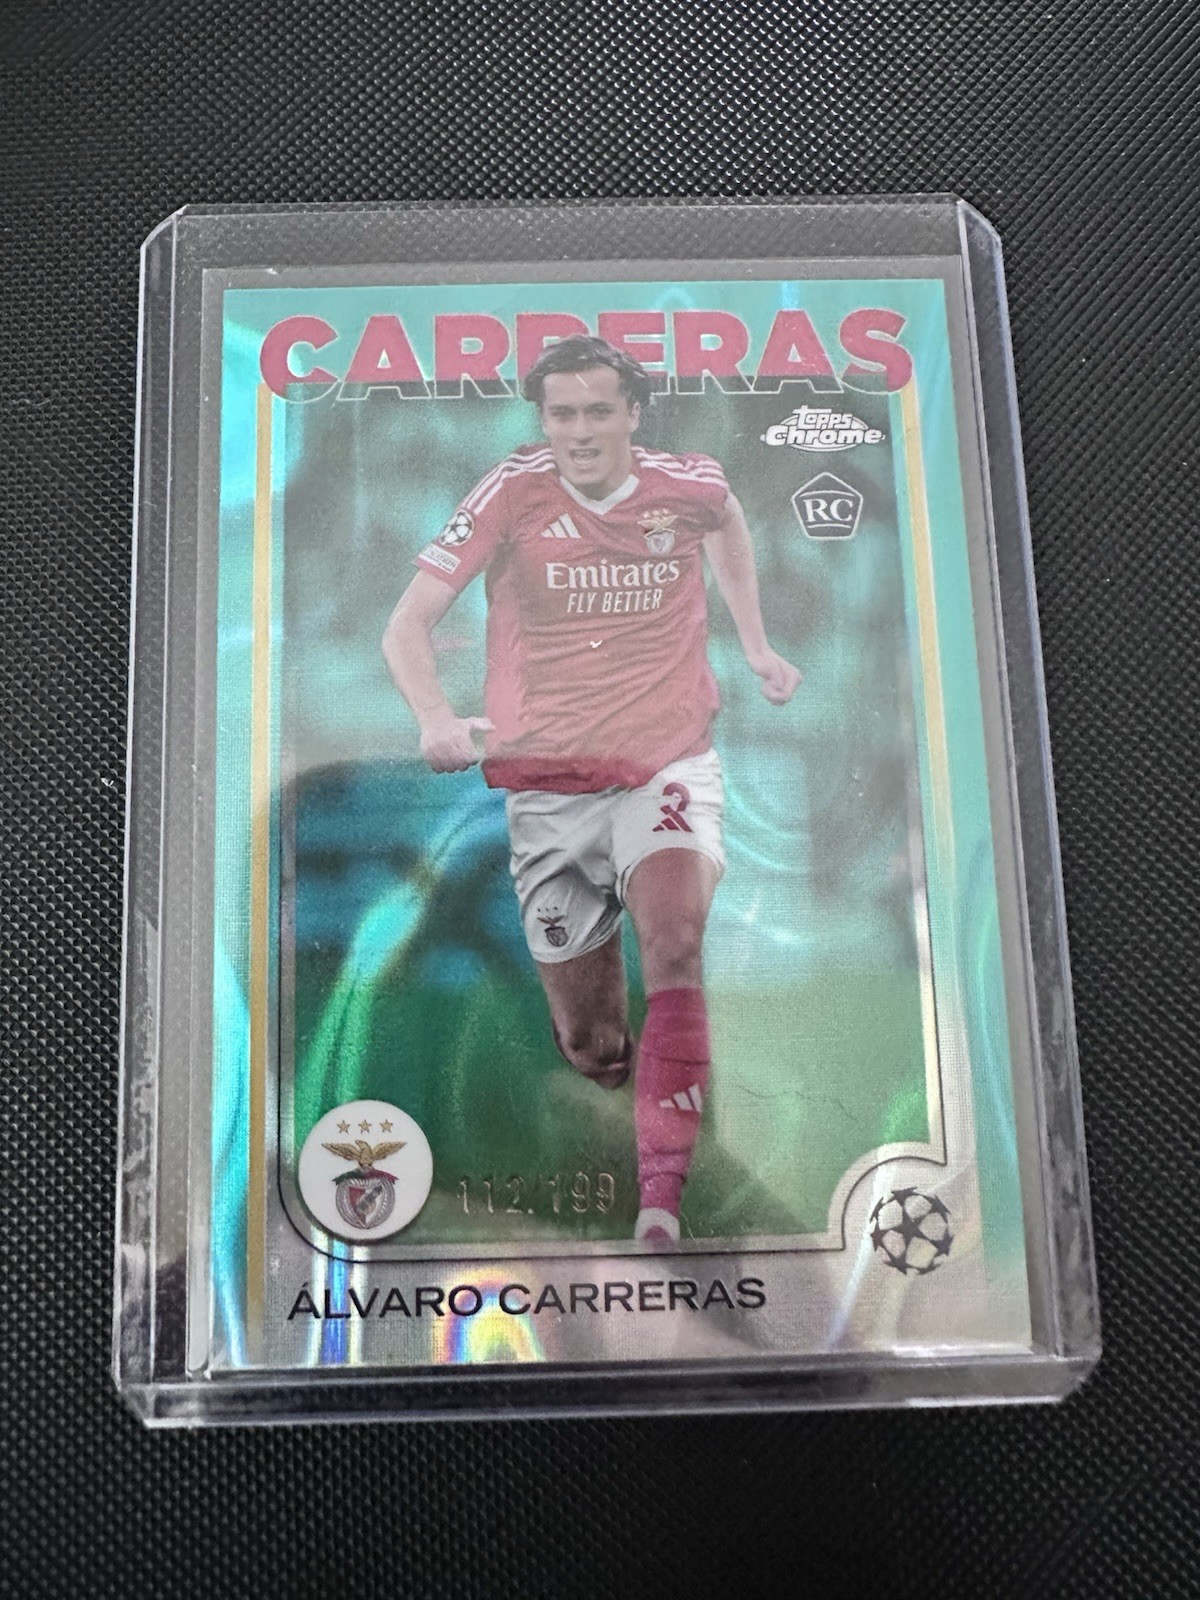 CARRERAS
Topps
Chrome
RC
Emirates
FLY BETTER
112/199
ÁLVARO CARRERAS